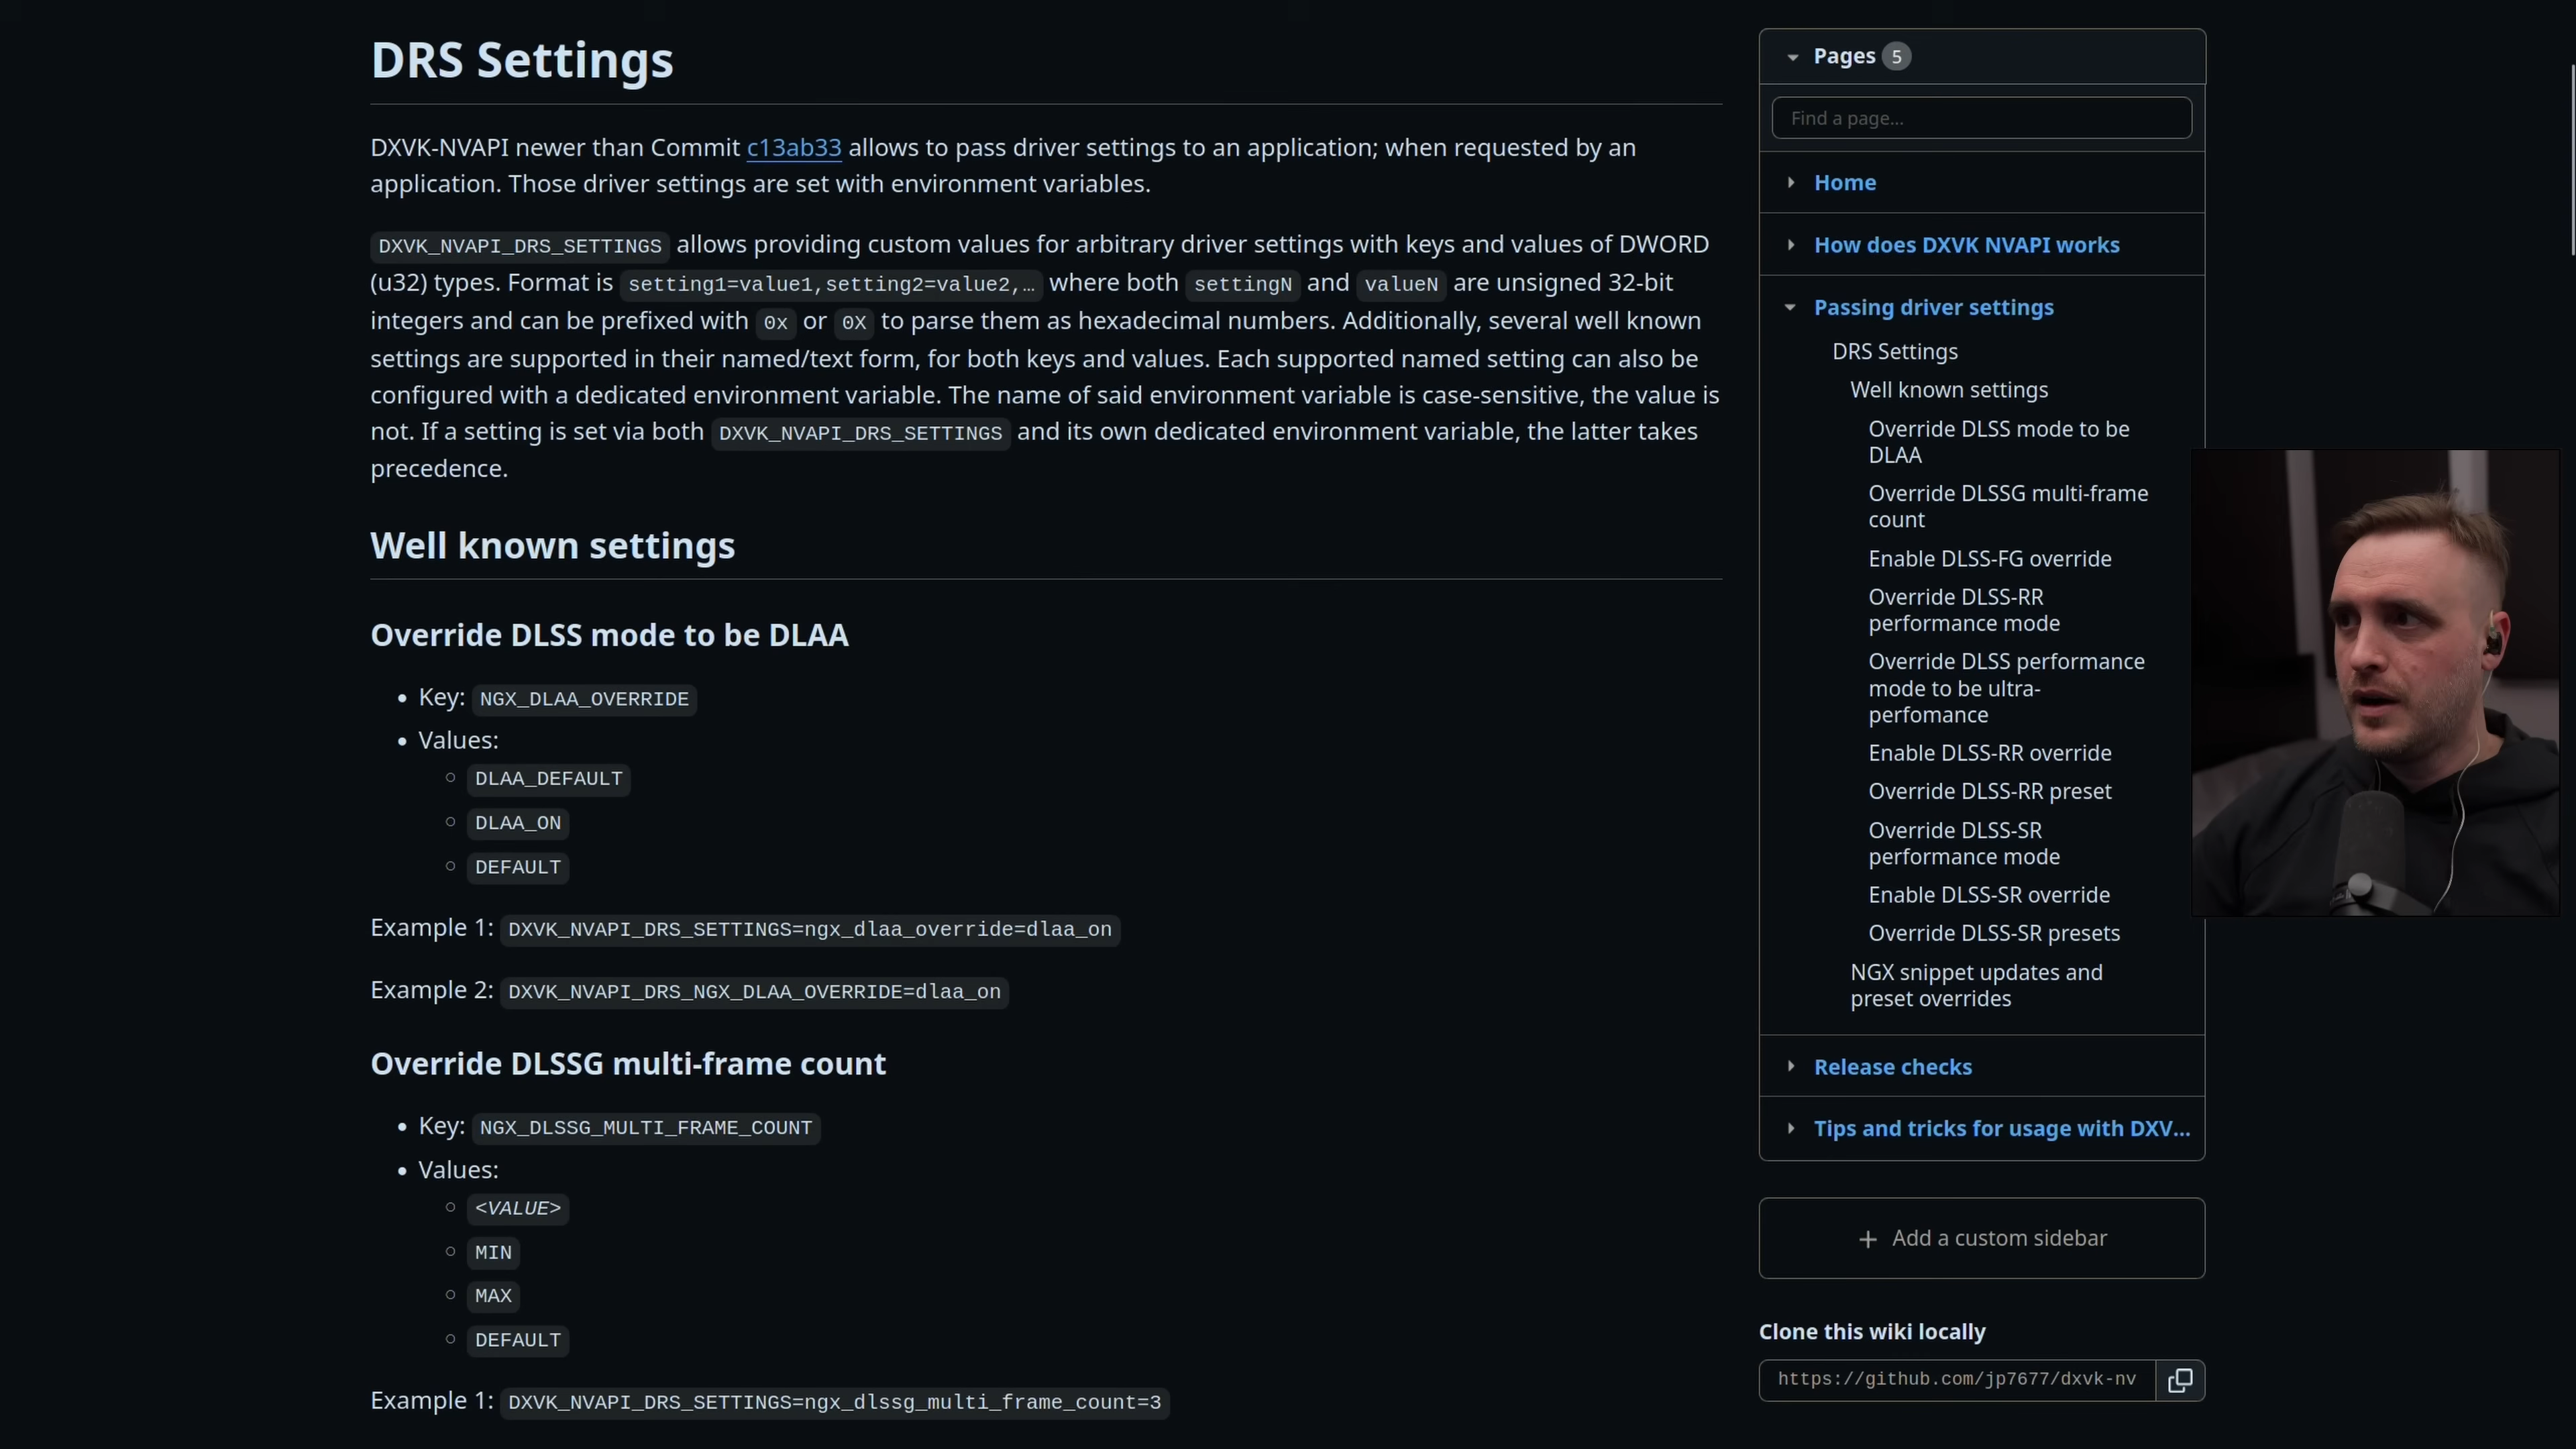 DRS Settings
DXVK-NVAPI newer than Commit c13ab33 allows to pass driver settings to an application; when requested by an
application. Those driver settings are set with environment variables.
DXVK_NVAPI_DRS_SETTINGS allows providing custom values for arbitrary driver settings with keys and values of DWORD
(u32) types. Format is setting1=value1,setting2=value2,… where both settingN and valueN are unsigned 32-bit
integers and can be prefixed with 0x or 0X to parse them as hexadecimal numbers. Additionally, several well known
settings are supported in their named/text form, for both keys and values. Each supported named setting can also be
configured with a dedicated environment variable. The name of said environment variable is case-sensitive, the value is
not. If a setting is set via both DXVK_NVAPI_DRS_SETTINGS and its own dedicated environment variable, the latter takes
precedence.
Well known settings
Override DLSS mode to be DLAA
Key: NGX_DLAA_OVERRIDE
Values:
DLAA_DEFAULT
DLAA_ON
DEFAULT
Example 1: DXVK_NVAPI_DRS_SETTINGS=ngx_dlaa_override=dlaa_on
Example 2: DXVK_NVAPI_DRS_NGX_DLAA_OVERRIDE=dlaa_on
Override DLSSG multi-frame count
Key: NGX_DLSSG_MULTI_FRAME_COUNT
Values:
<VALUE>
MIN
MAX
DEFAULT
Example 1: DXVK_NVAPI_DRS_SETTINGS=ngx_dlssg_multi_frame_count=3
Pages 5
Find a page...
Home
How does DXVK NVAPI works
Passing driver settings
DRS Settings
Well known settings
Override DLSS mode to be
DLAA
Override DLSSG multi-frame
count
Enable DLSS-FG override
Override DLSS-RR
performance mode
Override DLSS performance
mode to be ultra-
perfomance
Enable DLSS-RR override
Override DLSS-RR preset
Override DLSS-SR
performance mode
Enable DLSS-SR override
Override DLSS-SR presets
NGX snippet updates and
preset overrides
Release checks
Tips and tricks for usage with DXV...
Add a custom sidebar
Clone this wiki locally
https://github.com/jp7677/dxvk-nv